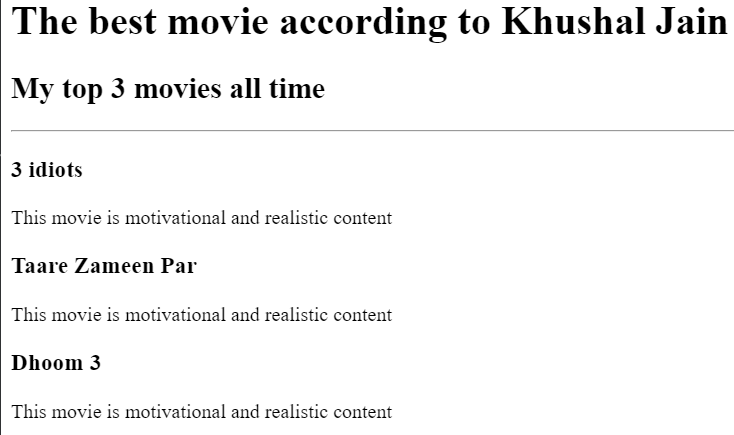 The best movie according to Khushal Jain
My top 3 movies all time
3 idiots
This movie is motivational and realistic content
Taare Zameen Par
This movie is motivational and realistic content
Dhoom 3
This movie is motivational and realistic content